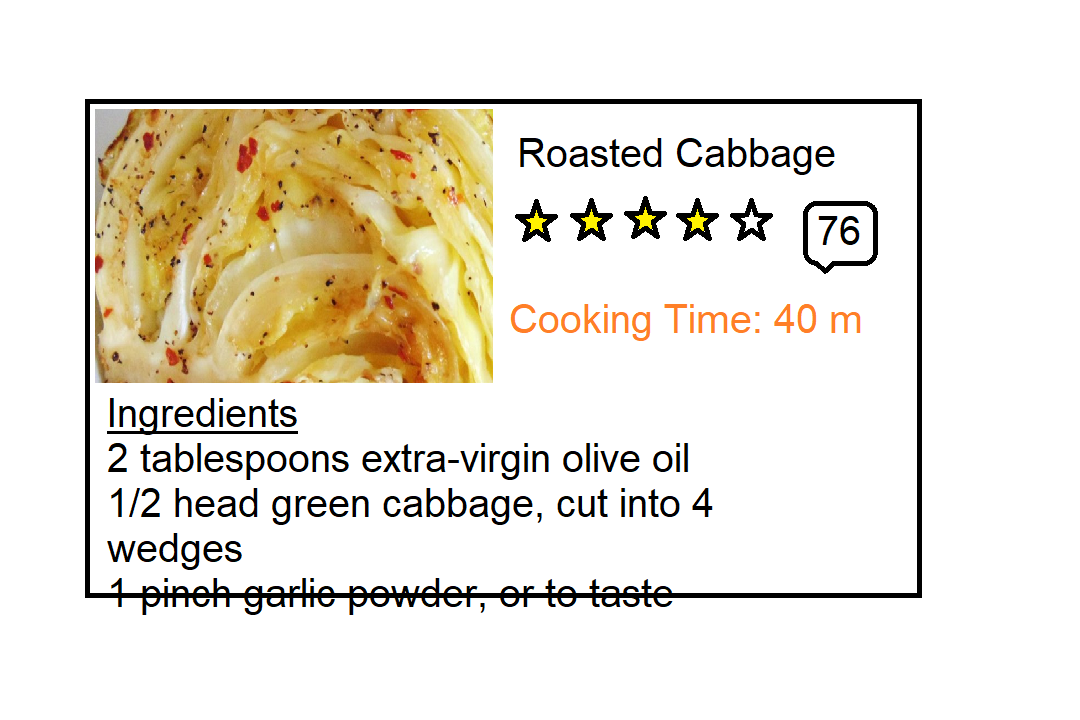 Roasted Cabbage
76
Cooking Time: 40 m
Ingredients
2 tablespoons extra-virgin olive oil
1/2 head green cabbage, cut into 4
wedges
1 pinch garlic powder, or to taste